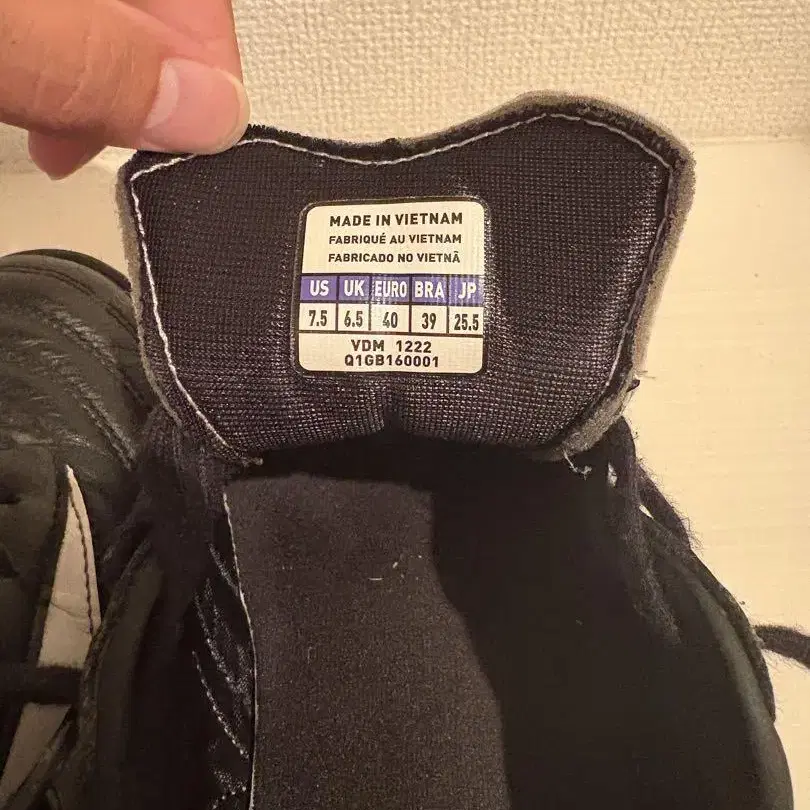 MADE IN VIETNAM
FABRIQUÉ AU VIETNAM
FABRICADO NO VIETNÃ
US UK EURO BRA JP
7.5 6.5 40 39 25.5
VDM 1222
Q1GB160001